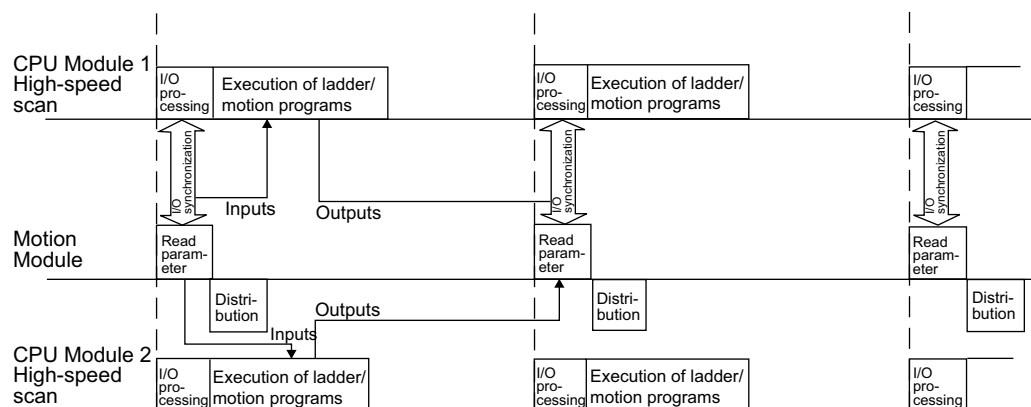 CPU Module 1
High-speed
scan
I/O
pro-
cessing
Execution of ladder/
motion programs
I/O
pro-
cessing
Execution of ladder/
motion programs
I/O
pro-
cessing
I/O
synchronization
Inputs
Outputs
I/O
synchronization
I/O
synchronization
Motion
Module
Read
param-
eter
Read
param-
eter
Read
param-
eter
Distri-
bution
Inputs
Outputs
Distri-
bution
Distri-
bution
CPU Module 2
High-speed
scan
I/O
pro-
cessing
Execution of ladder/
motion programs
I/O
pro-
cessing
Execution of ladder/
motion programs
I/O
pro-
cessing